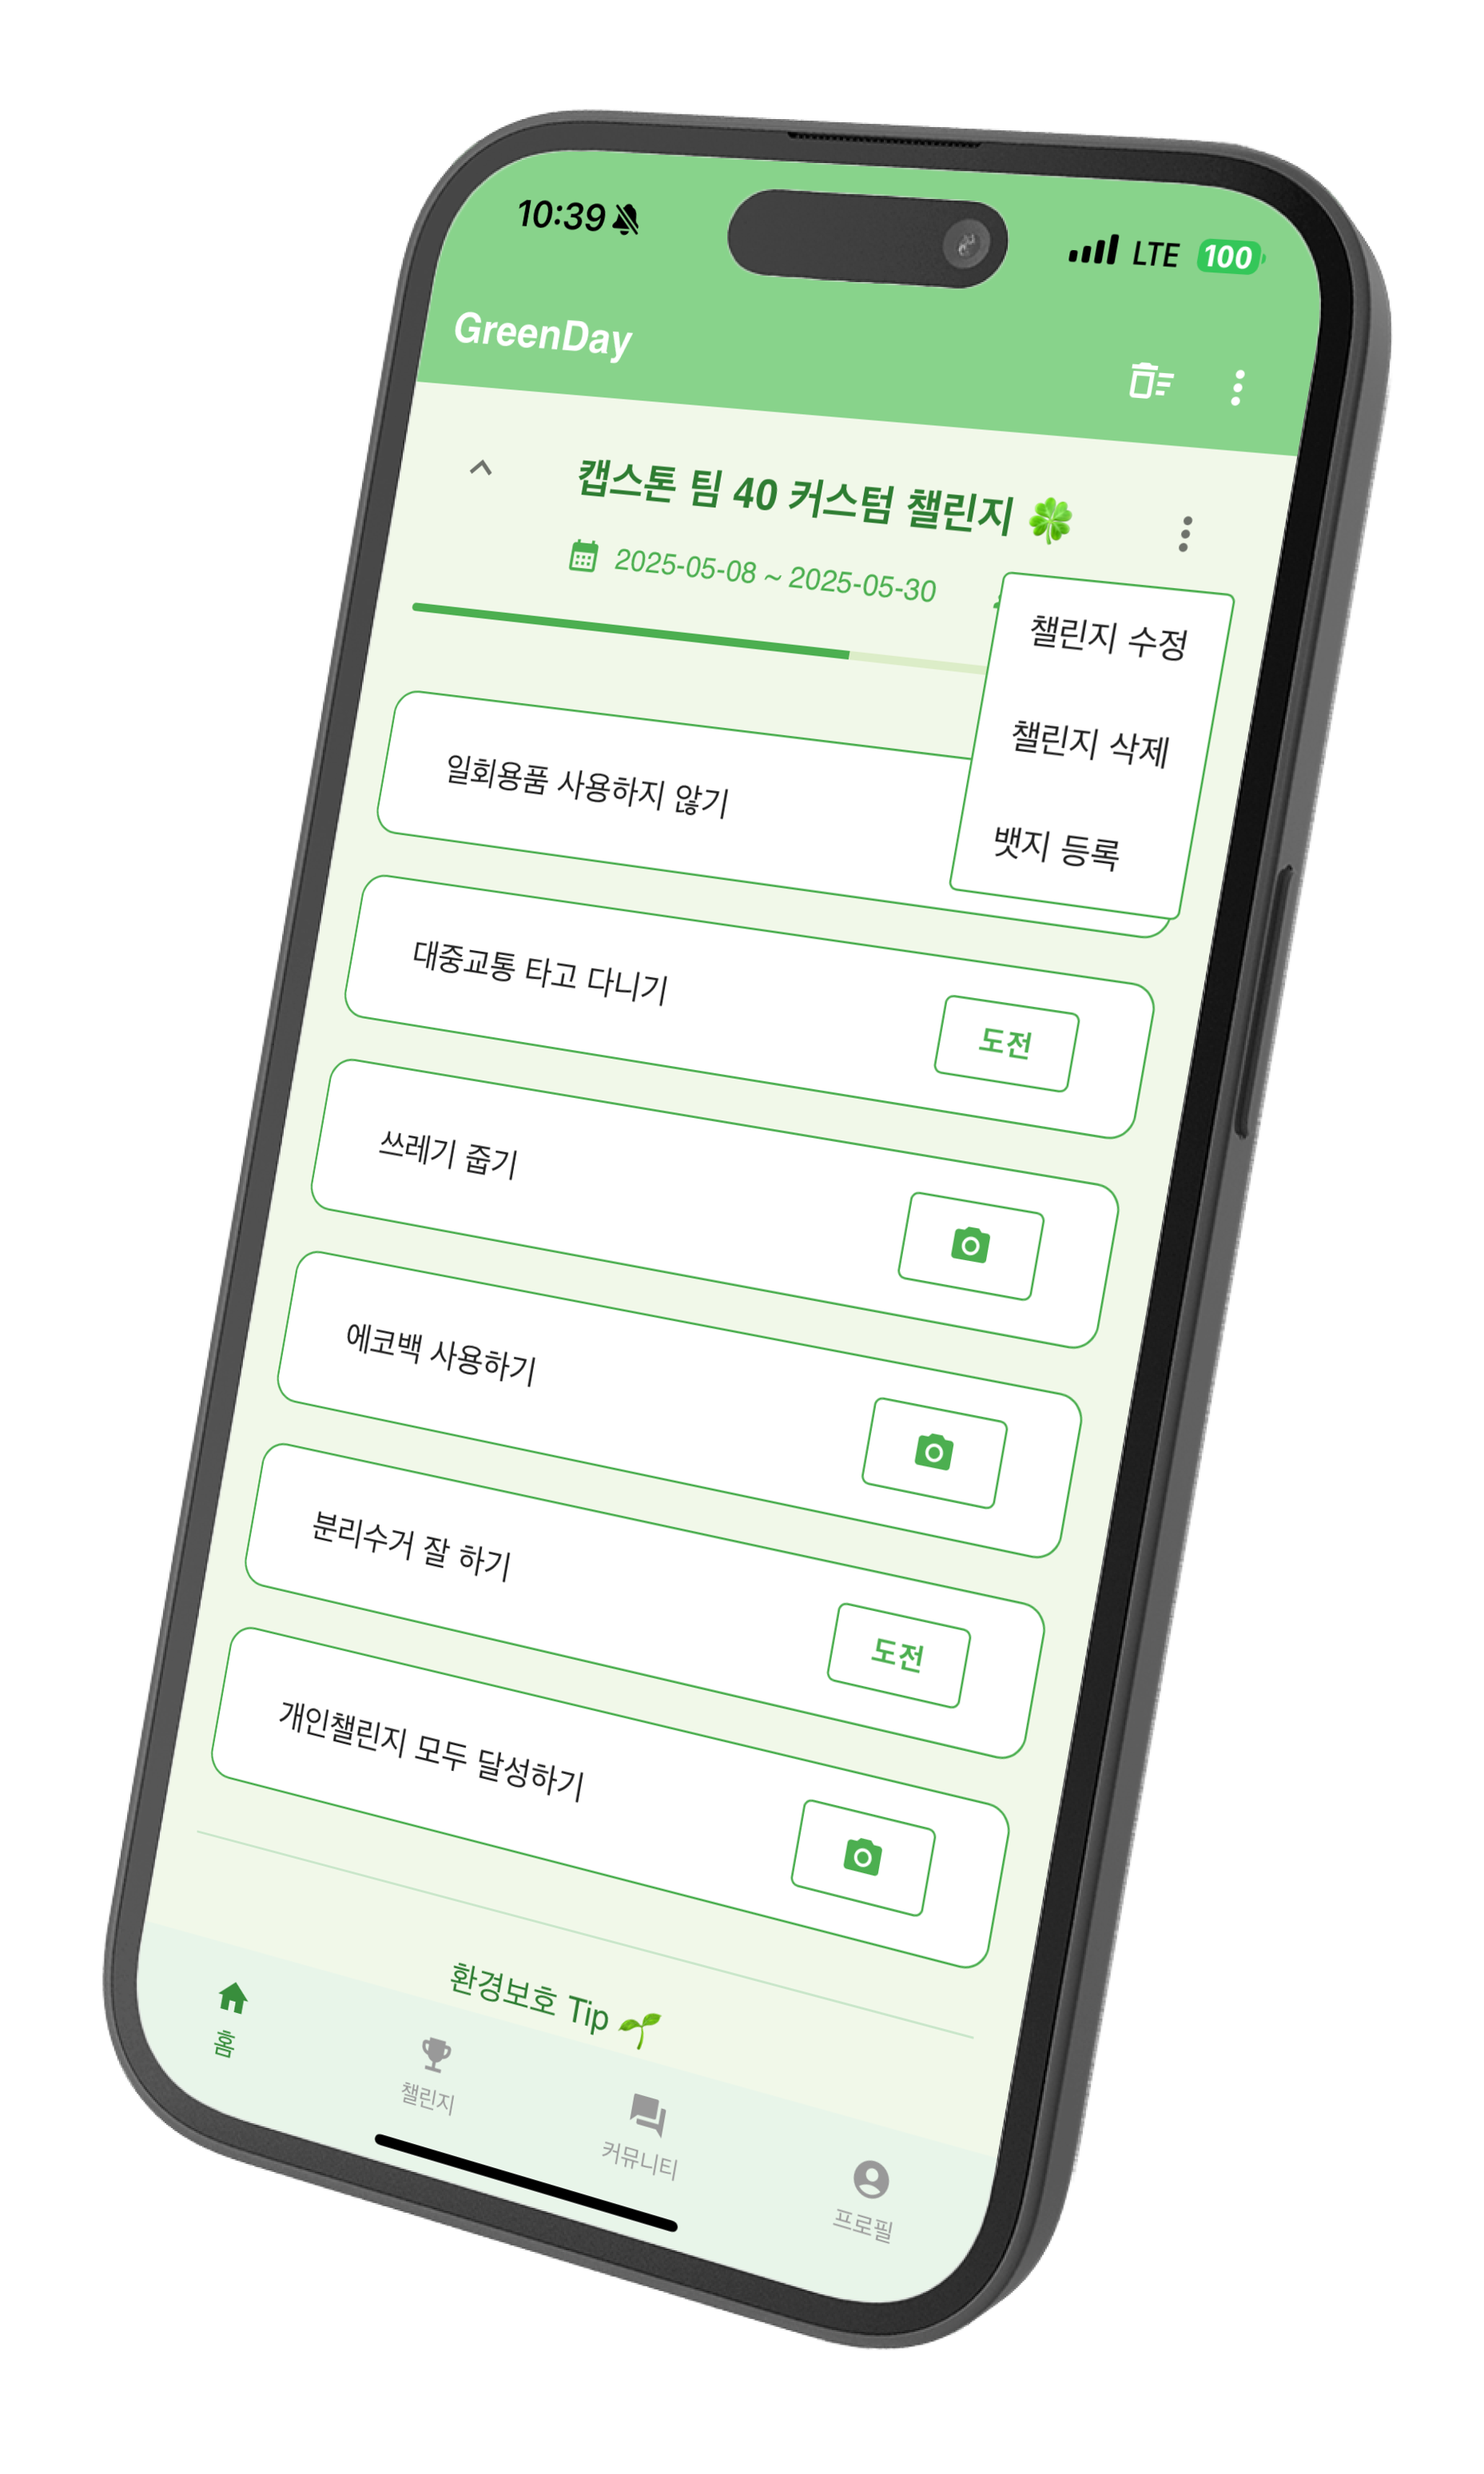 10:39
LTE 100
GreenDay
캡스톤 팀 40 커스텀 챌린지 🍀
2025-05-08 ~ 2025-05-30
챌린지 수정
챌린지 삭제
뱃지 등록
일회용품 사용하지 않기
대중교통 타고 다니기
도전
쓰레기 줍기
에코백 사용하기
분리수거 잘 하기
도전
개인챌린지 모두 달성하기
환경보호 Tip 🌱
홈
챌린지
커뮤니티
프로필